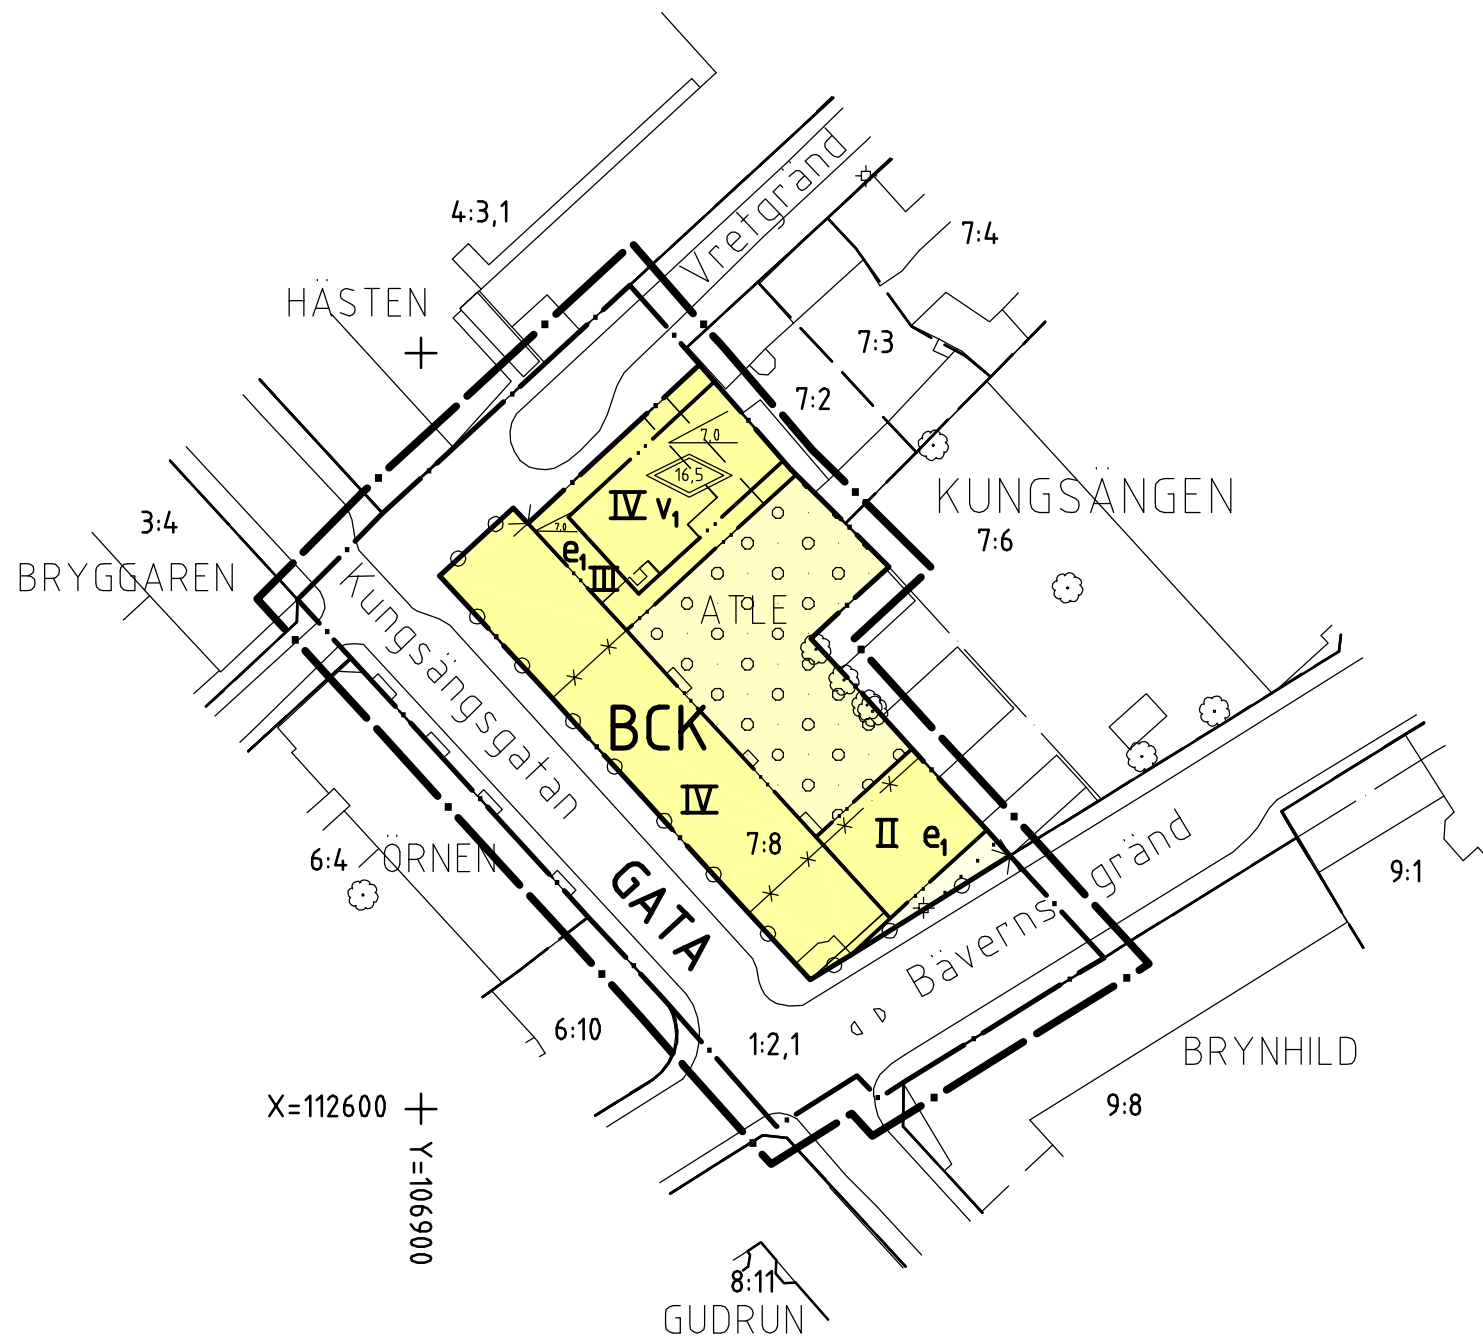 Vretgränd
4:3,1
7:4
HÄSTEN
7:3
7:2
7,0
16,5
KUNGSÄNGEN
IV v1
3:4
7,0
e1
7:6
BRYGGAREN
III
ATLE
Kungsängsgatan
BCK
IV
7:8
II e1
6:4
ÖRNEN
GATA
Bäverns gränd
9:1
6:10
1:2,1
BRYNHILD
X=112600
9:8
Y=106900
8:11
GUDRUN